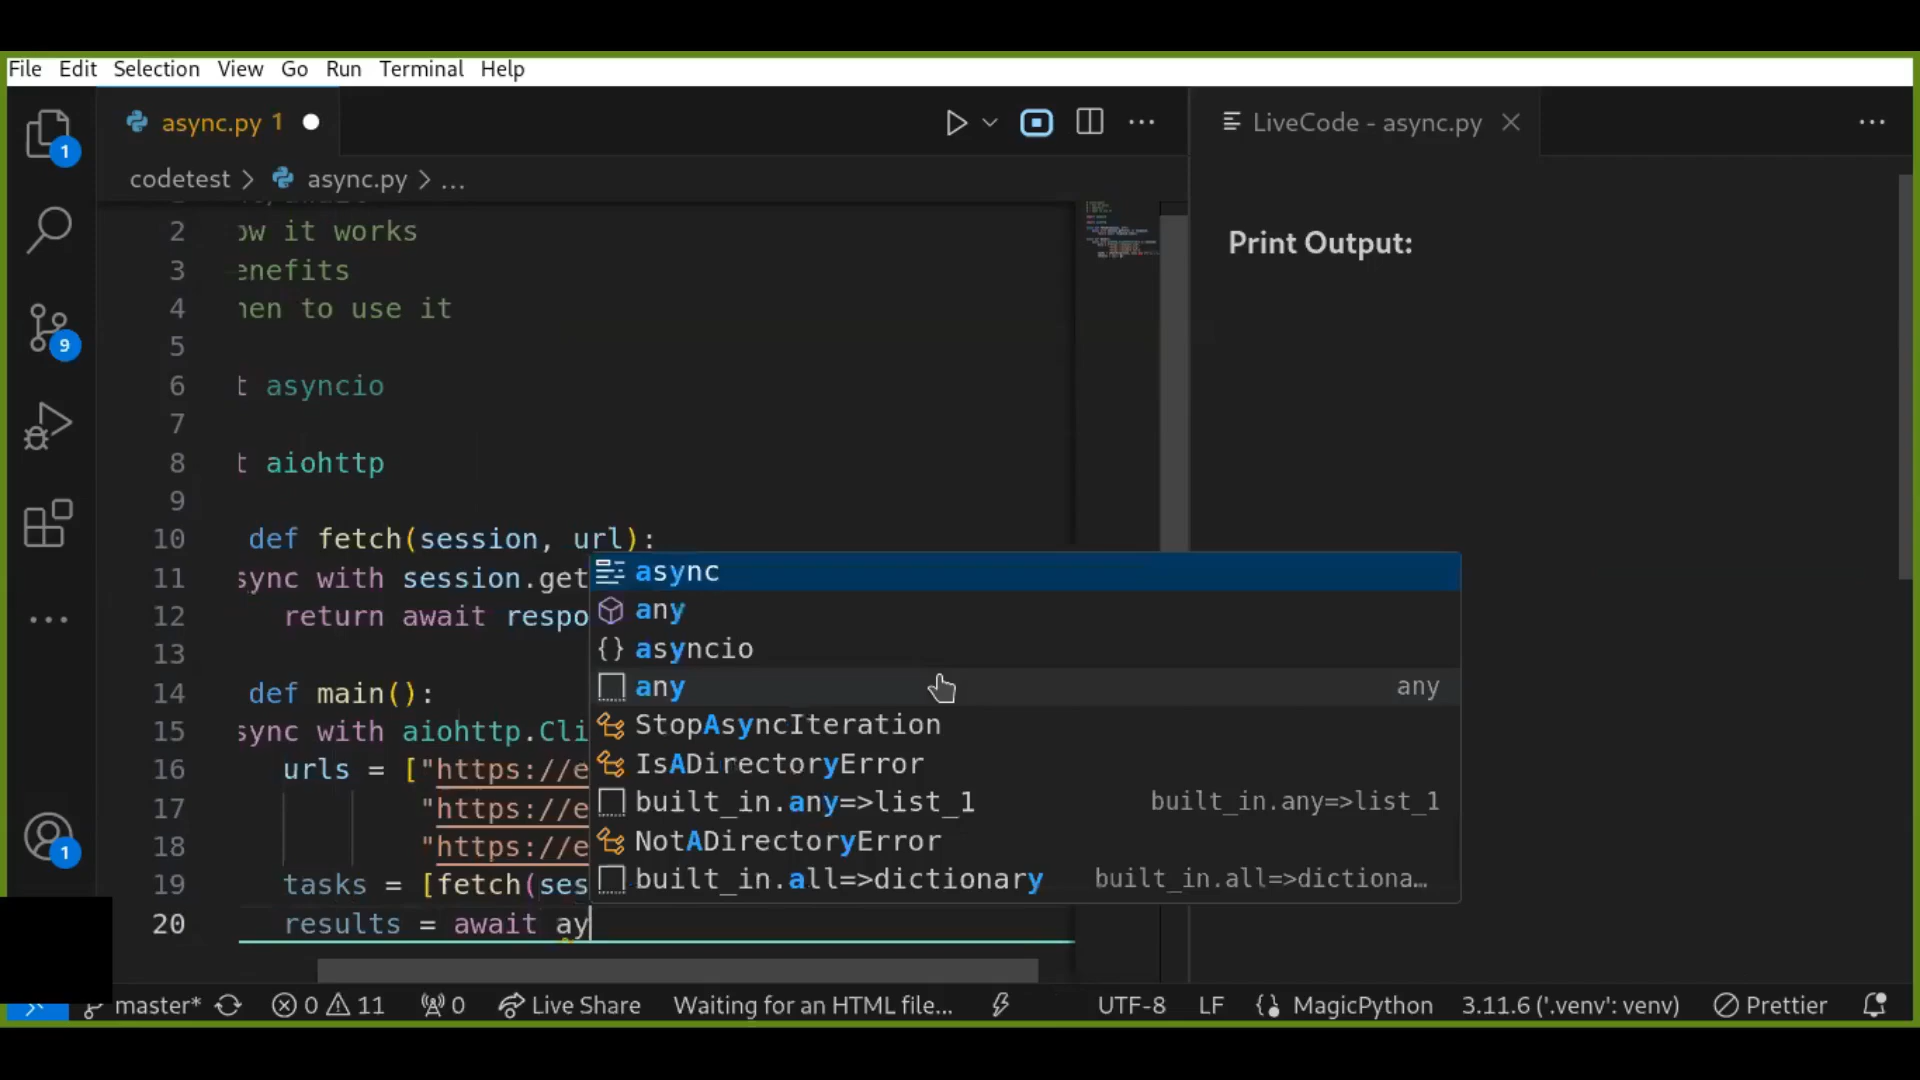 File Edit Selection View Go Run Terminal Help
async.py 1
LiveCode - async.py
codetest > async.py > ...
Print Output:
2 ow it works
3 enefits
4 hen to use it
5
6 t asyncio
7
8 t aiohttp
9
10 def fetch(session, url):
11 sync with session.get
12 return await respo
13
14 def main():
15 sync with aiohttp.Cli
16 urls = ["https://e
17 "https://e
18 "https://e
19 tasks = [fetch(ses
20 results = await ay
async
any
asyncio
any any
StopAsyncIteration
IsADirectoryError
built_in.any=>list_1 built_in.any=>list_1
NotADirectoryError
built_in.all=>dictionary built_in.all=>dictiona…
1
9
1
master* 0 11 0 Live Share Waiting for an HTML file... UTF-8 LF {} MagicPython 3.11.6 ('.venv': venv) Prettier